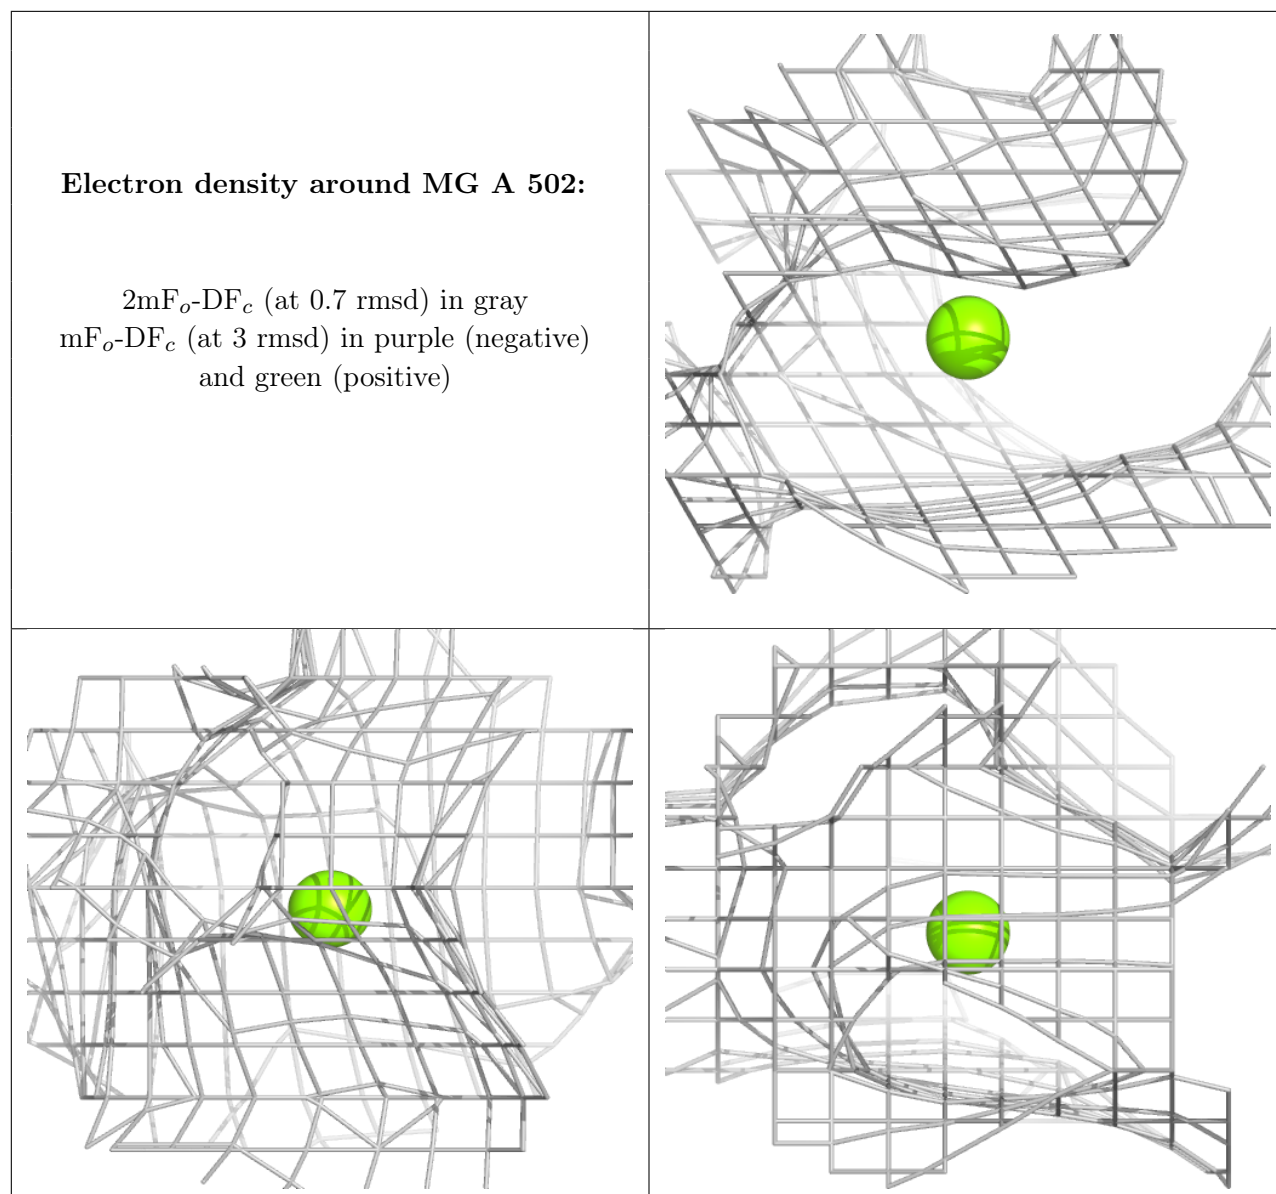 Electron density around MG A 502:
2mFₒ-DF𝑐 (at 0.7 rmsd) in gray
mFₒ-DF𝑐 (at 3 rmsd) in purple (negative)
and green (positive)